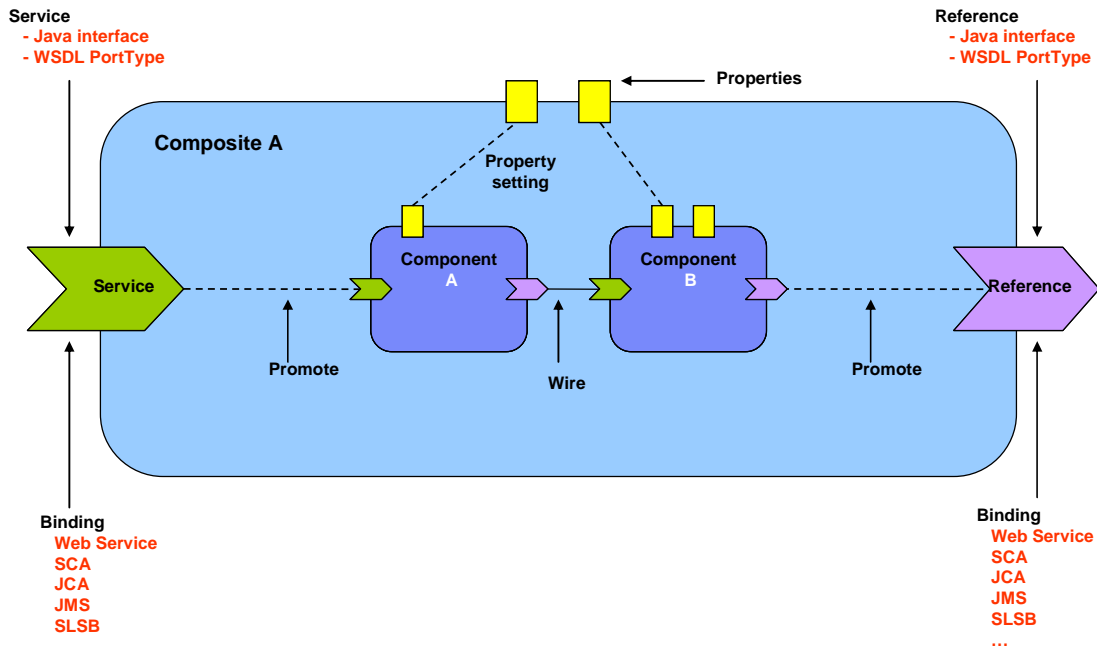 Service
- Java interface
- WSDL PortType
Reference
- Java interface
- WSDL PortType
Properties
Composite A
Property
setting
Component
A
Component
B
Service
Reference
Promote
Wire
Promote
Binding
Web Service
SCA
JCA
JMS
SLSB
Binding
Web Service
SCA
JCA
JMS
SLSB
...